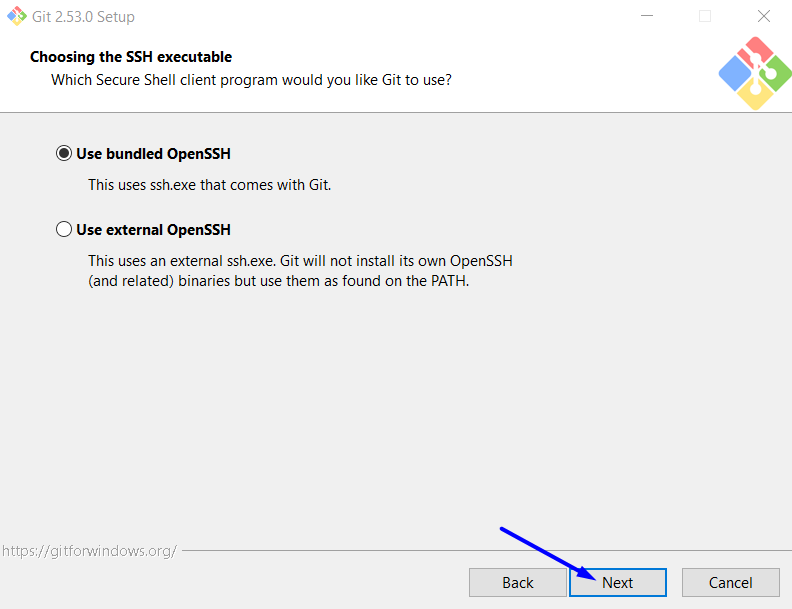 Git 2.53.0 Setup
Choosing the SSH executable
Which Secure Shell client program would you like Git to use?
Use bundled OpenSSH
This uses ssh.exe that comes with Git.
Use external OpenSSH
This uses an external ssh.exe. Git will not install its own OpenSSH
(and related) binaries but use them as found on the PATH.
https://gitforwindows.org/
Back
Next
Cancel